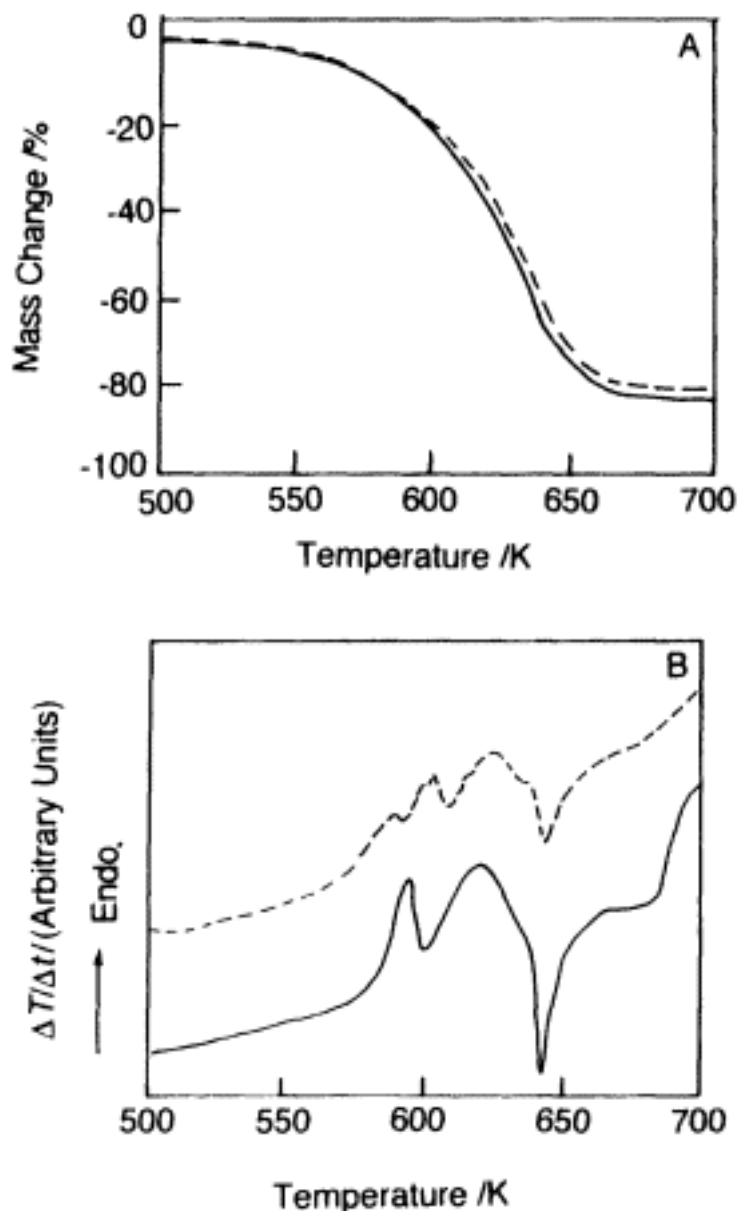 A
0
-20
-40
-60
-80
-100
Mass Change /%
500 550 600 650 700
Temperature /K
B
ΔT/Δt/(Arbitrary Units)
Endo.
500 550 600 650 700
Temperature /K